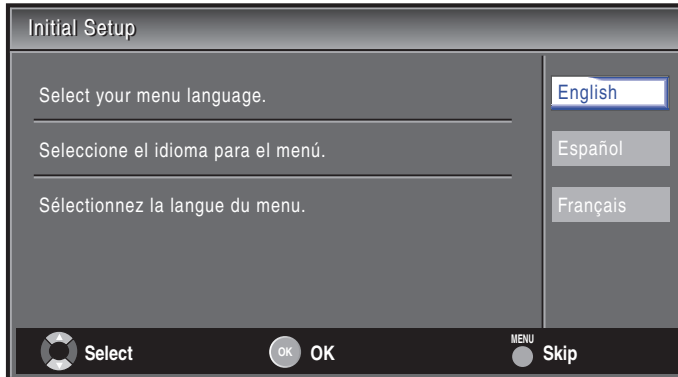 Initial Setup
Select your menu language.
English
Seleccione el idioma para el menú.
Español
Sélectionnez la langue du menu.
Français
Select
OK OK
MENU
Skip